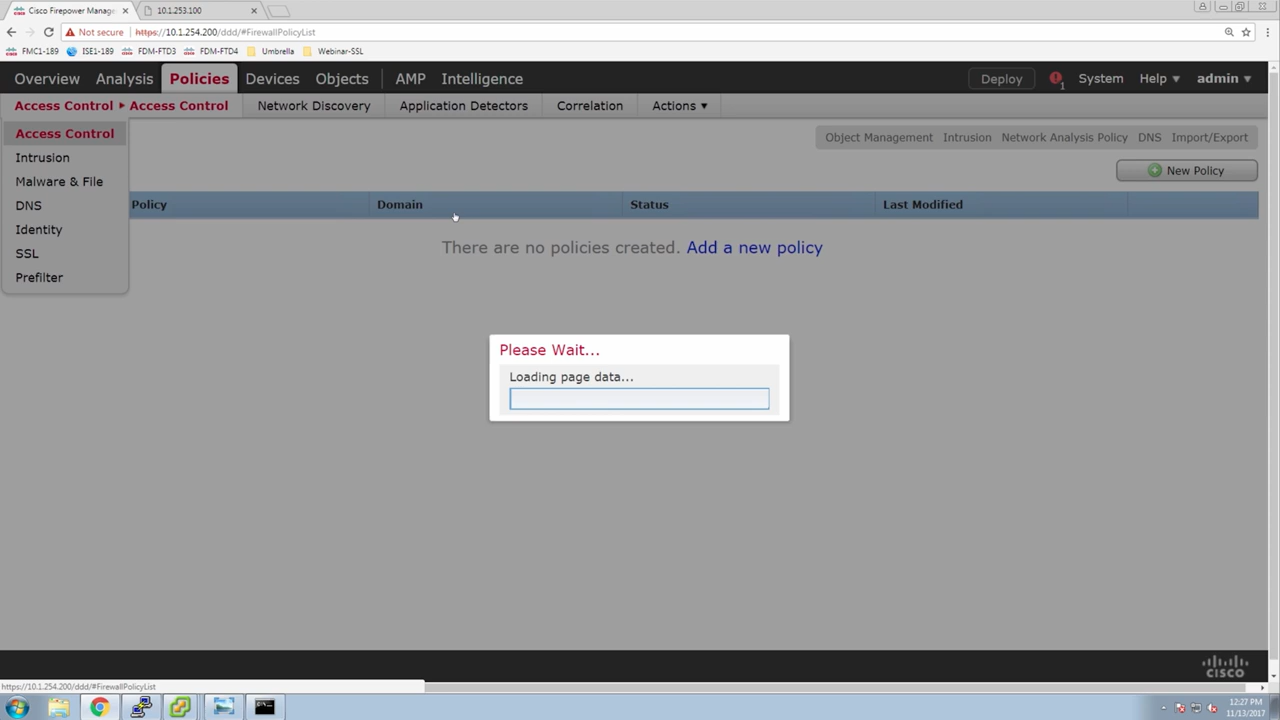 Cisco Firepower Manag
10.1.253.100
Not secure https://10.1.254.200/ddd/#FirewallPolicyList
FMC1-189 ISE1-189 FDM-FTD3 FDM-FTD4 Umbrella Webinar-SSL
Overview Analysis Policies Devices Objects AMP Intelligence Deploy 1 System Help admin
Access Control Access Control Network Discovery Application Detectors Correlation Actions
Access Control
Intrusion
Malware & File
DNS
Identity
SSL
Prefilter
Object Management Intrusion Network Analysis Policy DNS Import/Export
New Policy
Policy Domain Status Last Modified
There are no policies created. Add a new policy
Please Wait...
Loading page data...
cisco
https://10.1.254.200/ddd/#FirewallPolicyList
12:27 PM
11/13/2017